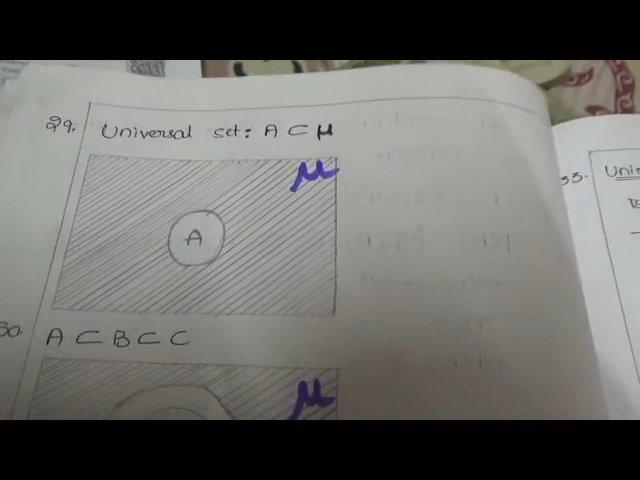 29. Universal set: A ⊂ μ
μ
A
30. A ⊂ B ⊂ C
μ
33. Uni